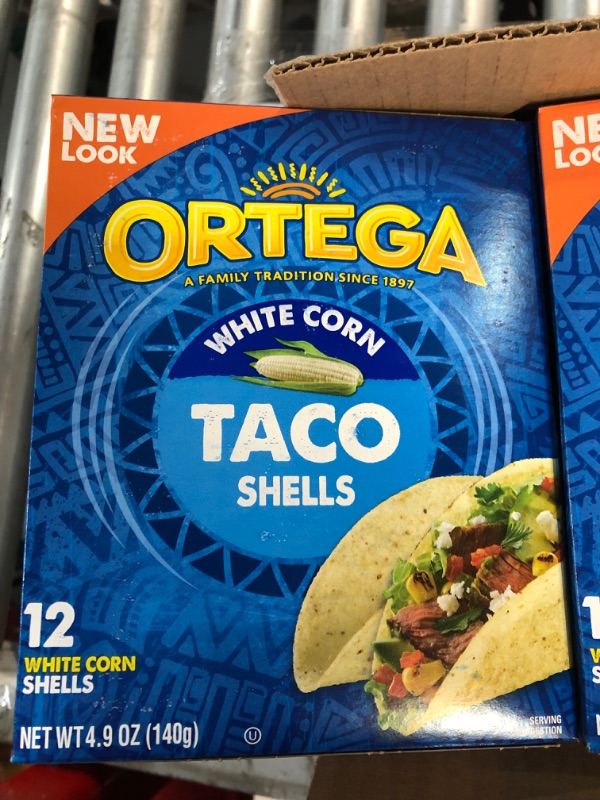 NEW
LOOK
ORTEGA
A FAMILY TRADITION SINCE 1897
WHITE CORN
TACO
SHELLS
12
WHITE CORN
SHELLS
NET WT 4.9 OZ (140g)
U
SERVING
NE
LOO
1
W
S
N